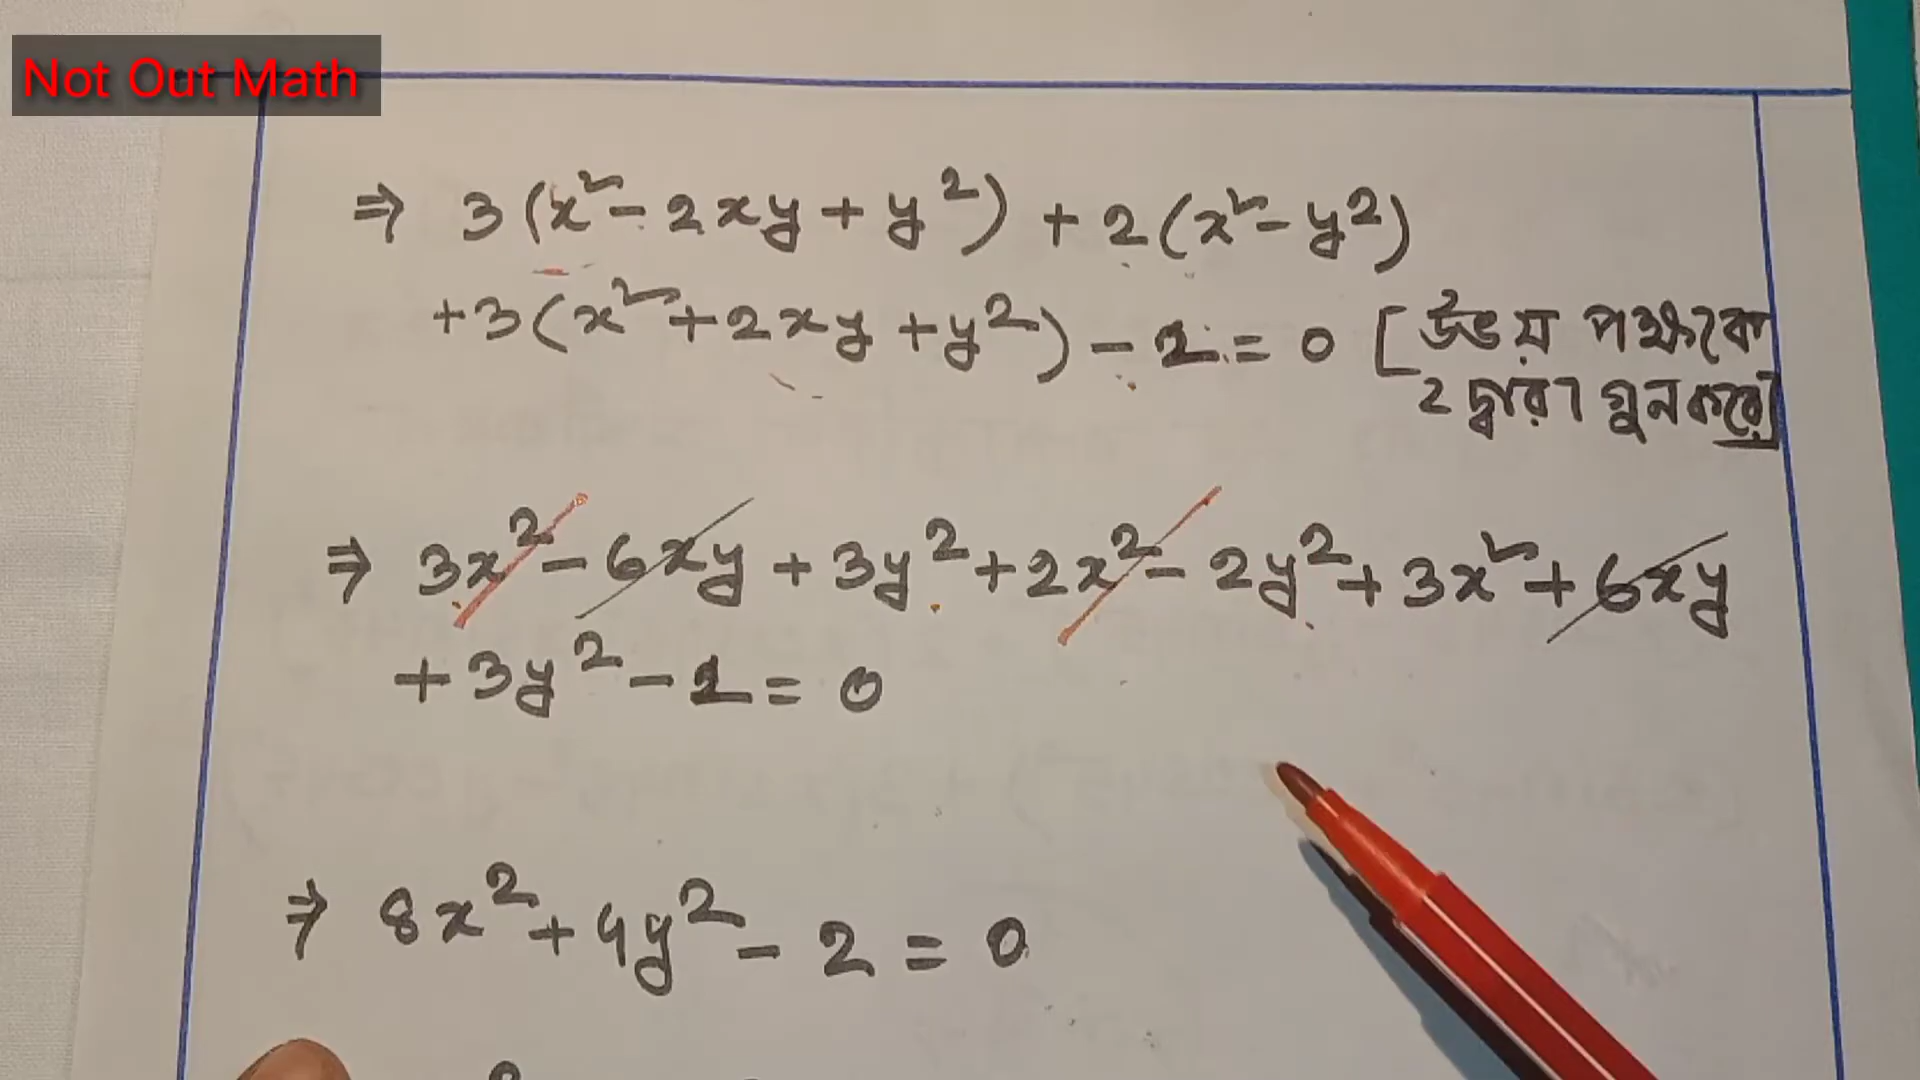 Not Out Math
⇒ 3(x² - 2xy + y²) + 2(x² - y²)
+3(x² + 2xy + y²) - 2 = 0 [উভয় পক্ষকে
2 দ্বারা গুনকরে]
⇒ 3x² - 6xy + 3y² + 2x² - 2y² + 3x² + 6xy
+ 3y² - 2 = 0
⇒ 8x² + 4y² - 2 = 0